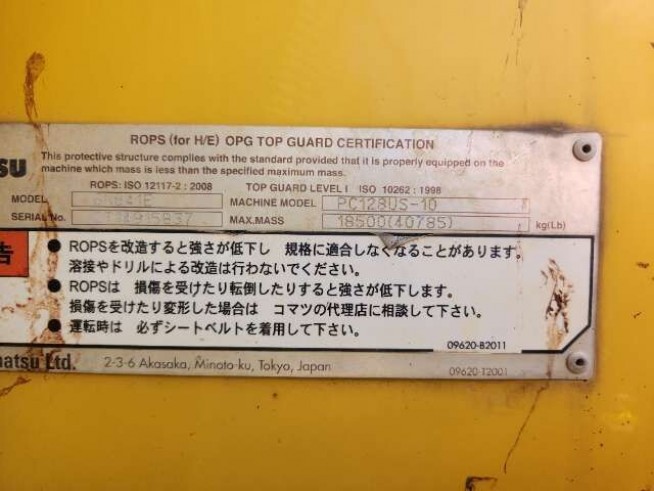 ROPS (for H/E) OPG TOP GUARD CERTIFICATION
This protective structure complies with the standard provided that it is properly equipped on the
machine which mass is less than the specified maximum mass.
ROPS: ISO 12117-2 : 2008 TOP GUARD LEVEL I ISO 10262 : 1998
MODEL MACHINE MODEL PC128US-10
SERIAL No. MAX.MASS 18500(40785) kg(Lb)
告
● ROPSを改造すると強さが低下し 規格に適合しなくなることがあります。
溶接やドリルによる改造は行わないでください。
● ROPSは 損傷を受けたり転倒したりすると強さが低下します。
損傷を受けたり変形した場合は コマツの代理店に相談して下さい。
● 運転時は 必ずシートベルトを着用して下さい。
09620-B2011
matsu Ltd. 2-3-6 Akasaka, Minato-ku, Tokyo, Japan
09620-T2001